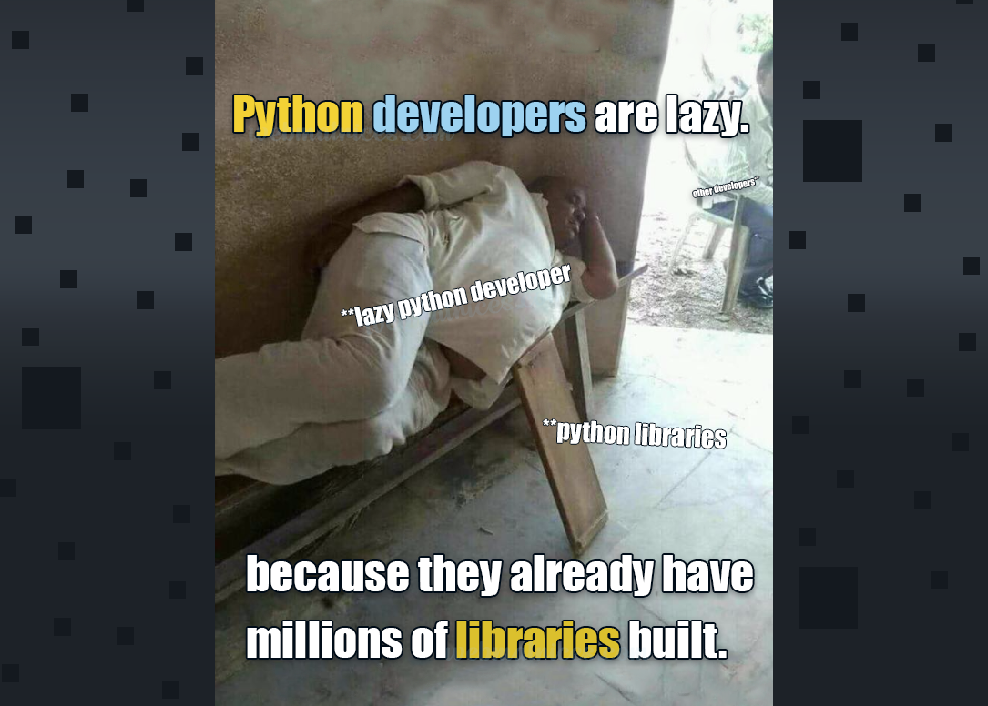 Python developers are lazy.
other Developers*
**lazy python developer
**python libraries
because they already have
millions of libraries built.